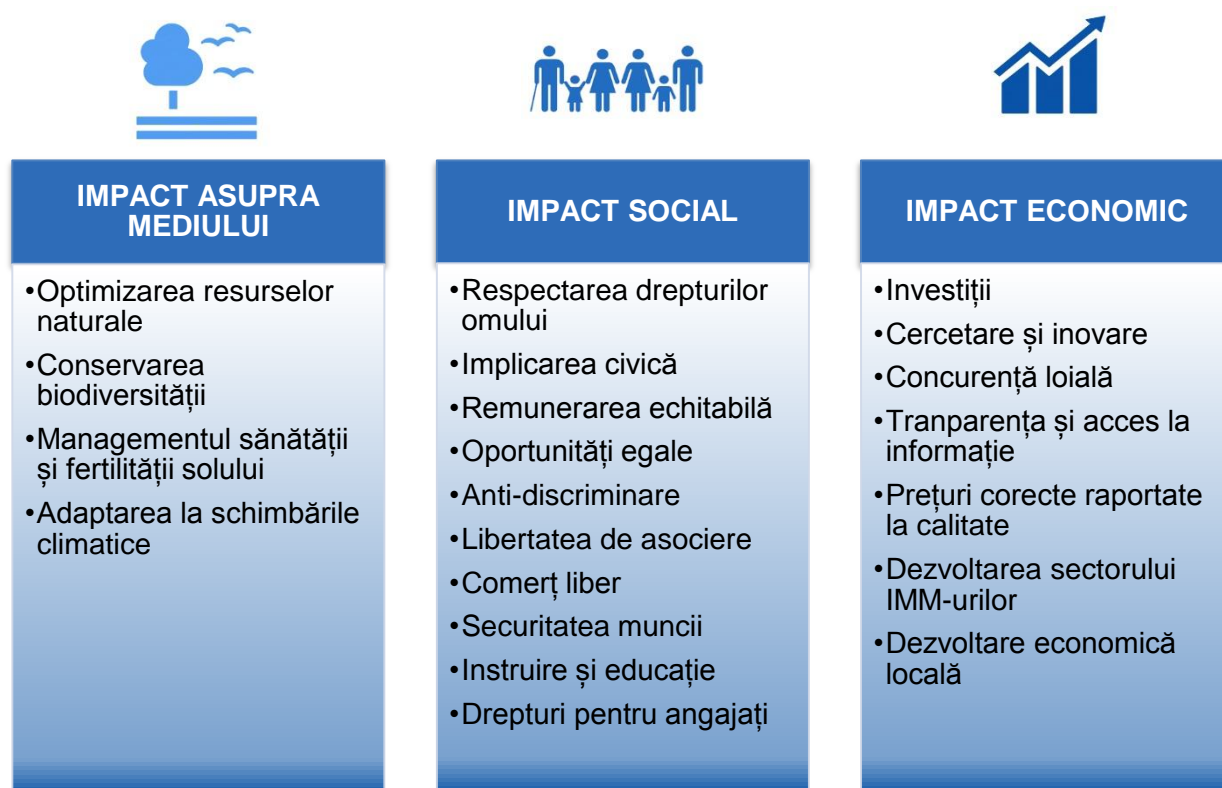 IMPACT ASUPRA
MEDIULUI
•Optimizarea resurselor
naturale
•Conservarea
biodiversității
•Managementul sănătății
și fertilității solului
•Adaptarea la schimbările
climatice
IMPACT SOCIAL
•Respectarea drepturilor
omului
•Implicarea civică
•Remunerarea echitabilă
•Oportunități egale
•Anti-discriminare
•Libertatea de asociere
•Comerț liber
•Securitatea muncii
•Instruire și educație
•Drepturi pentru angajați
IMPACT ECONOMIC
•Investiții
•Cercetare și inovare
•Concurență loială
•Tranparența și acces la
informație
•Prețuri corecte raportate
la calitate
•Dezvoltarea sectorului
IMM-urilor
•Dezvoltare economică
locală